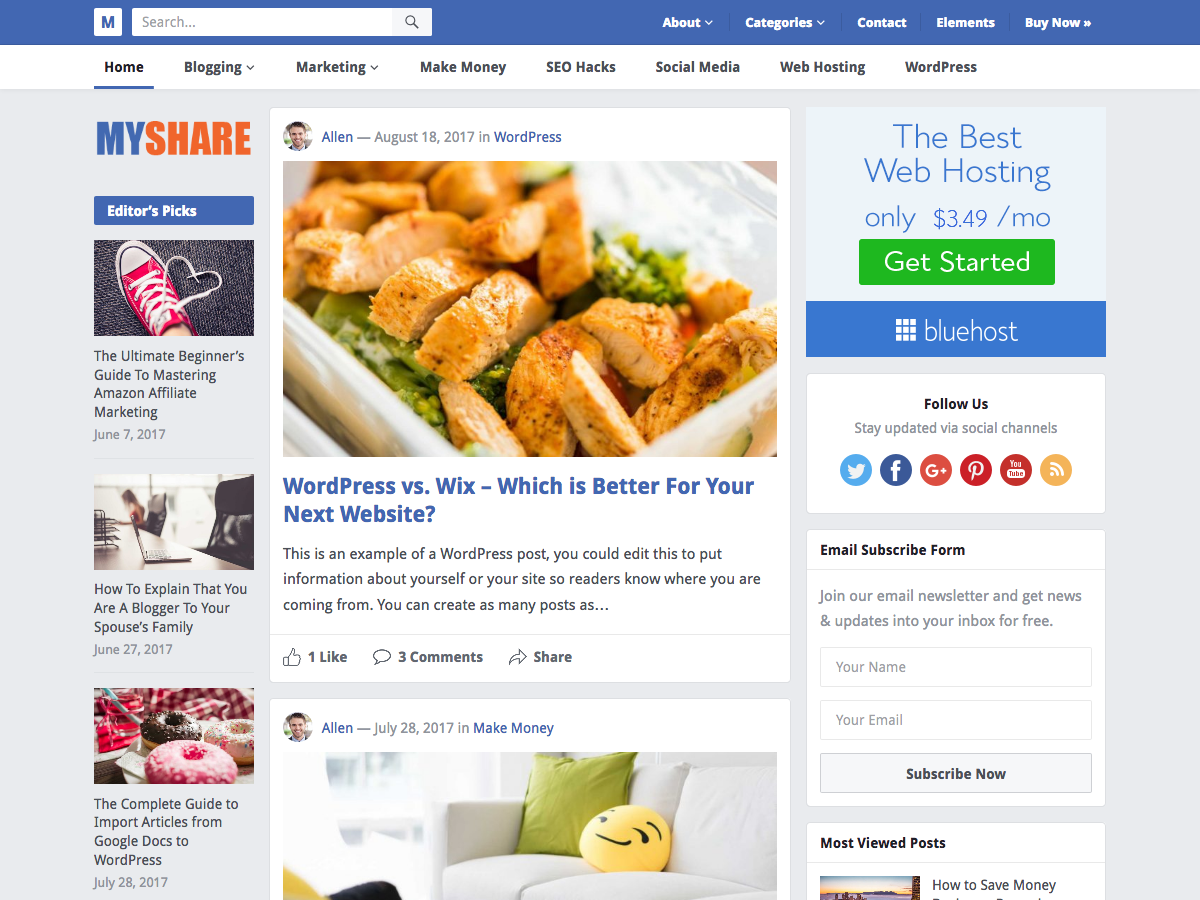 M
Search...
About
Categories
Contact
Elements
Buy Now »
Home
Blogging
Marketing
Make Money
SEO Hacks
Social Media
Web Hosting
WordPress
MYSHARE
Editor’s Picks
The Ultimate Beginner’s
Guide To Mastering
Amazon Affiliate
Marketing
June 7, 2017
How To Explain That You
Are A Blogger To Your
Spouse’s Family
June 27, 2017
The Complete Guide to
Import Articles from
Google Docs to
WordPress
July 28, 2017
Allen — August 18, 2017 in WordPress
WordPress vs. Wix – Which is Better For Your
Next Website?
This is an example of a WordPress post, you could edit this to put
information about yourself or your site so readers know where you are
coming from. You can create as many posts as…
1 Like
3 Comments
Share
Allen — July 28, 2017 in Make Money
The Best
Web Hosting
only $3.49 /mo
Get Started
bluehost
Follow Us
Stay updated via social channels
G+
You
Tube
Email Subscribe Form
Join our email newsletter and get news
& updates into your inbox for free.
Your Name
Your Email
Subscribe Now
Most Viewed Posts
How to Save Money